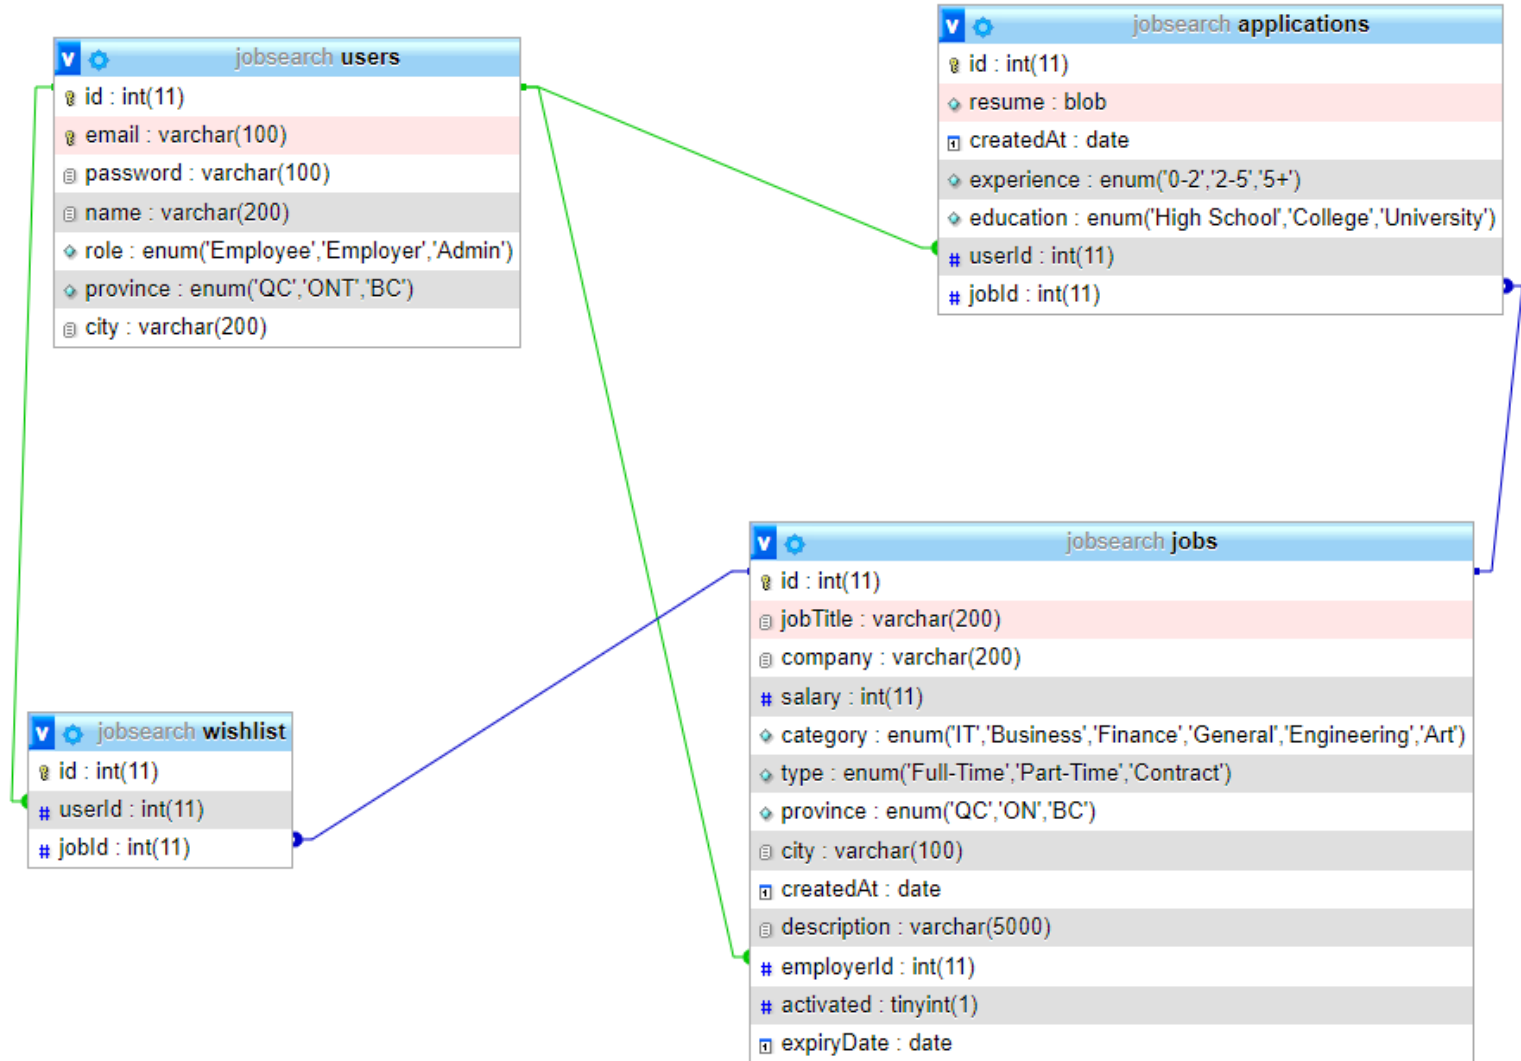 jobsearch users
id : int(11)
email : varchar(100)
password : varchar(100)
name : varchar(200)
role : enum('Employee','Employer','Admin')
province : enum('QC','ONT','BC')
city : varchar(200)
jobsearch applications
id : int(11)
resume : blob
createdAt : date
experience : enum('0-2','2-5','5+')
education : enum('High School','College','University')
userId : int(11)
jobId : int(11)
jobsearch wishlist
id : int(11)
userId : int(11)
jobId : int(11)
jobsearch jobs
id : int(11)
jobTitle : varchar(200)
company : varchar(200)
salary : int(11)
category : enum('IT','Business','Finance','General','Engineering','Art')
type : enum('Full-Time','Part-Time','Contract')
province : enum('QC','ON','BC')
city : varchar(100)
createdAt : date
description : varchar(5000)
employerId : int(11)
activated : tinyint(1)
expiryDate : date